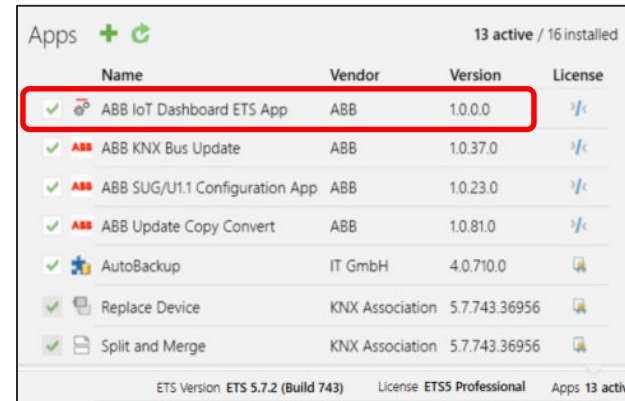 Apps 13 active / 16 installed
Name Vendor Version License
ABB IoT Dashboard ETS App ABB 1.0.0.0
ABB ABB KNX Bus Update ABB 1.0.37.0
ABB ABB SUG/U1.1 Configuration App ABB 1.0.23.0
ABB ABB Update Copy Convert ABB 1.0.81.0
AutoBackup IT GmbH 4.0.710.0
Replace Device KNX Association 5.7.743.36956
Split and Merge KNX Association 5.7.743.36956
ETS Version ETS 5.7.2 (Build 743) License ETS5 Professional Apps 13 activ